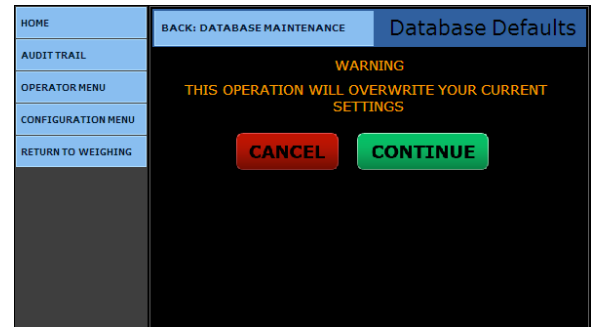 HOME
AUDIT TRAIL
OPERATOR MENU
CONFIGURATION MENU
RETURN TO WEIGHING
BACK: DATABASE MAINTENANCE
Database Defaults
WARNING
THIS OPERATION WILL OVERWRITE YOUR CURRENT
SETTINGS
CANCEL
CONTINUE